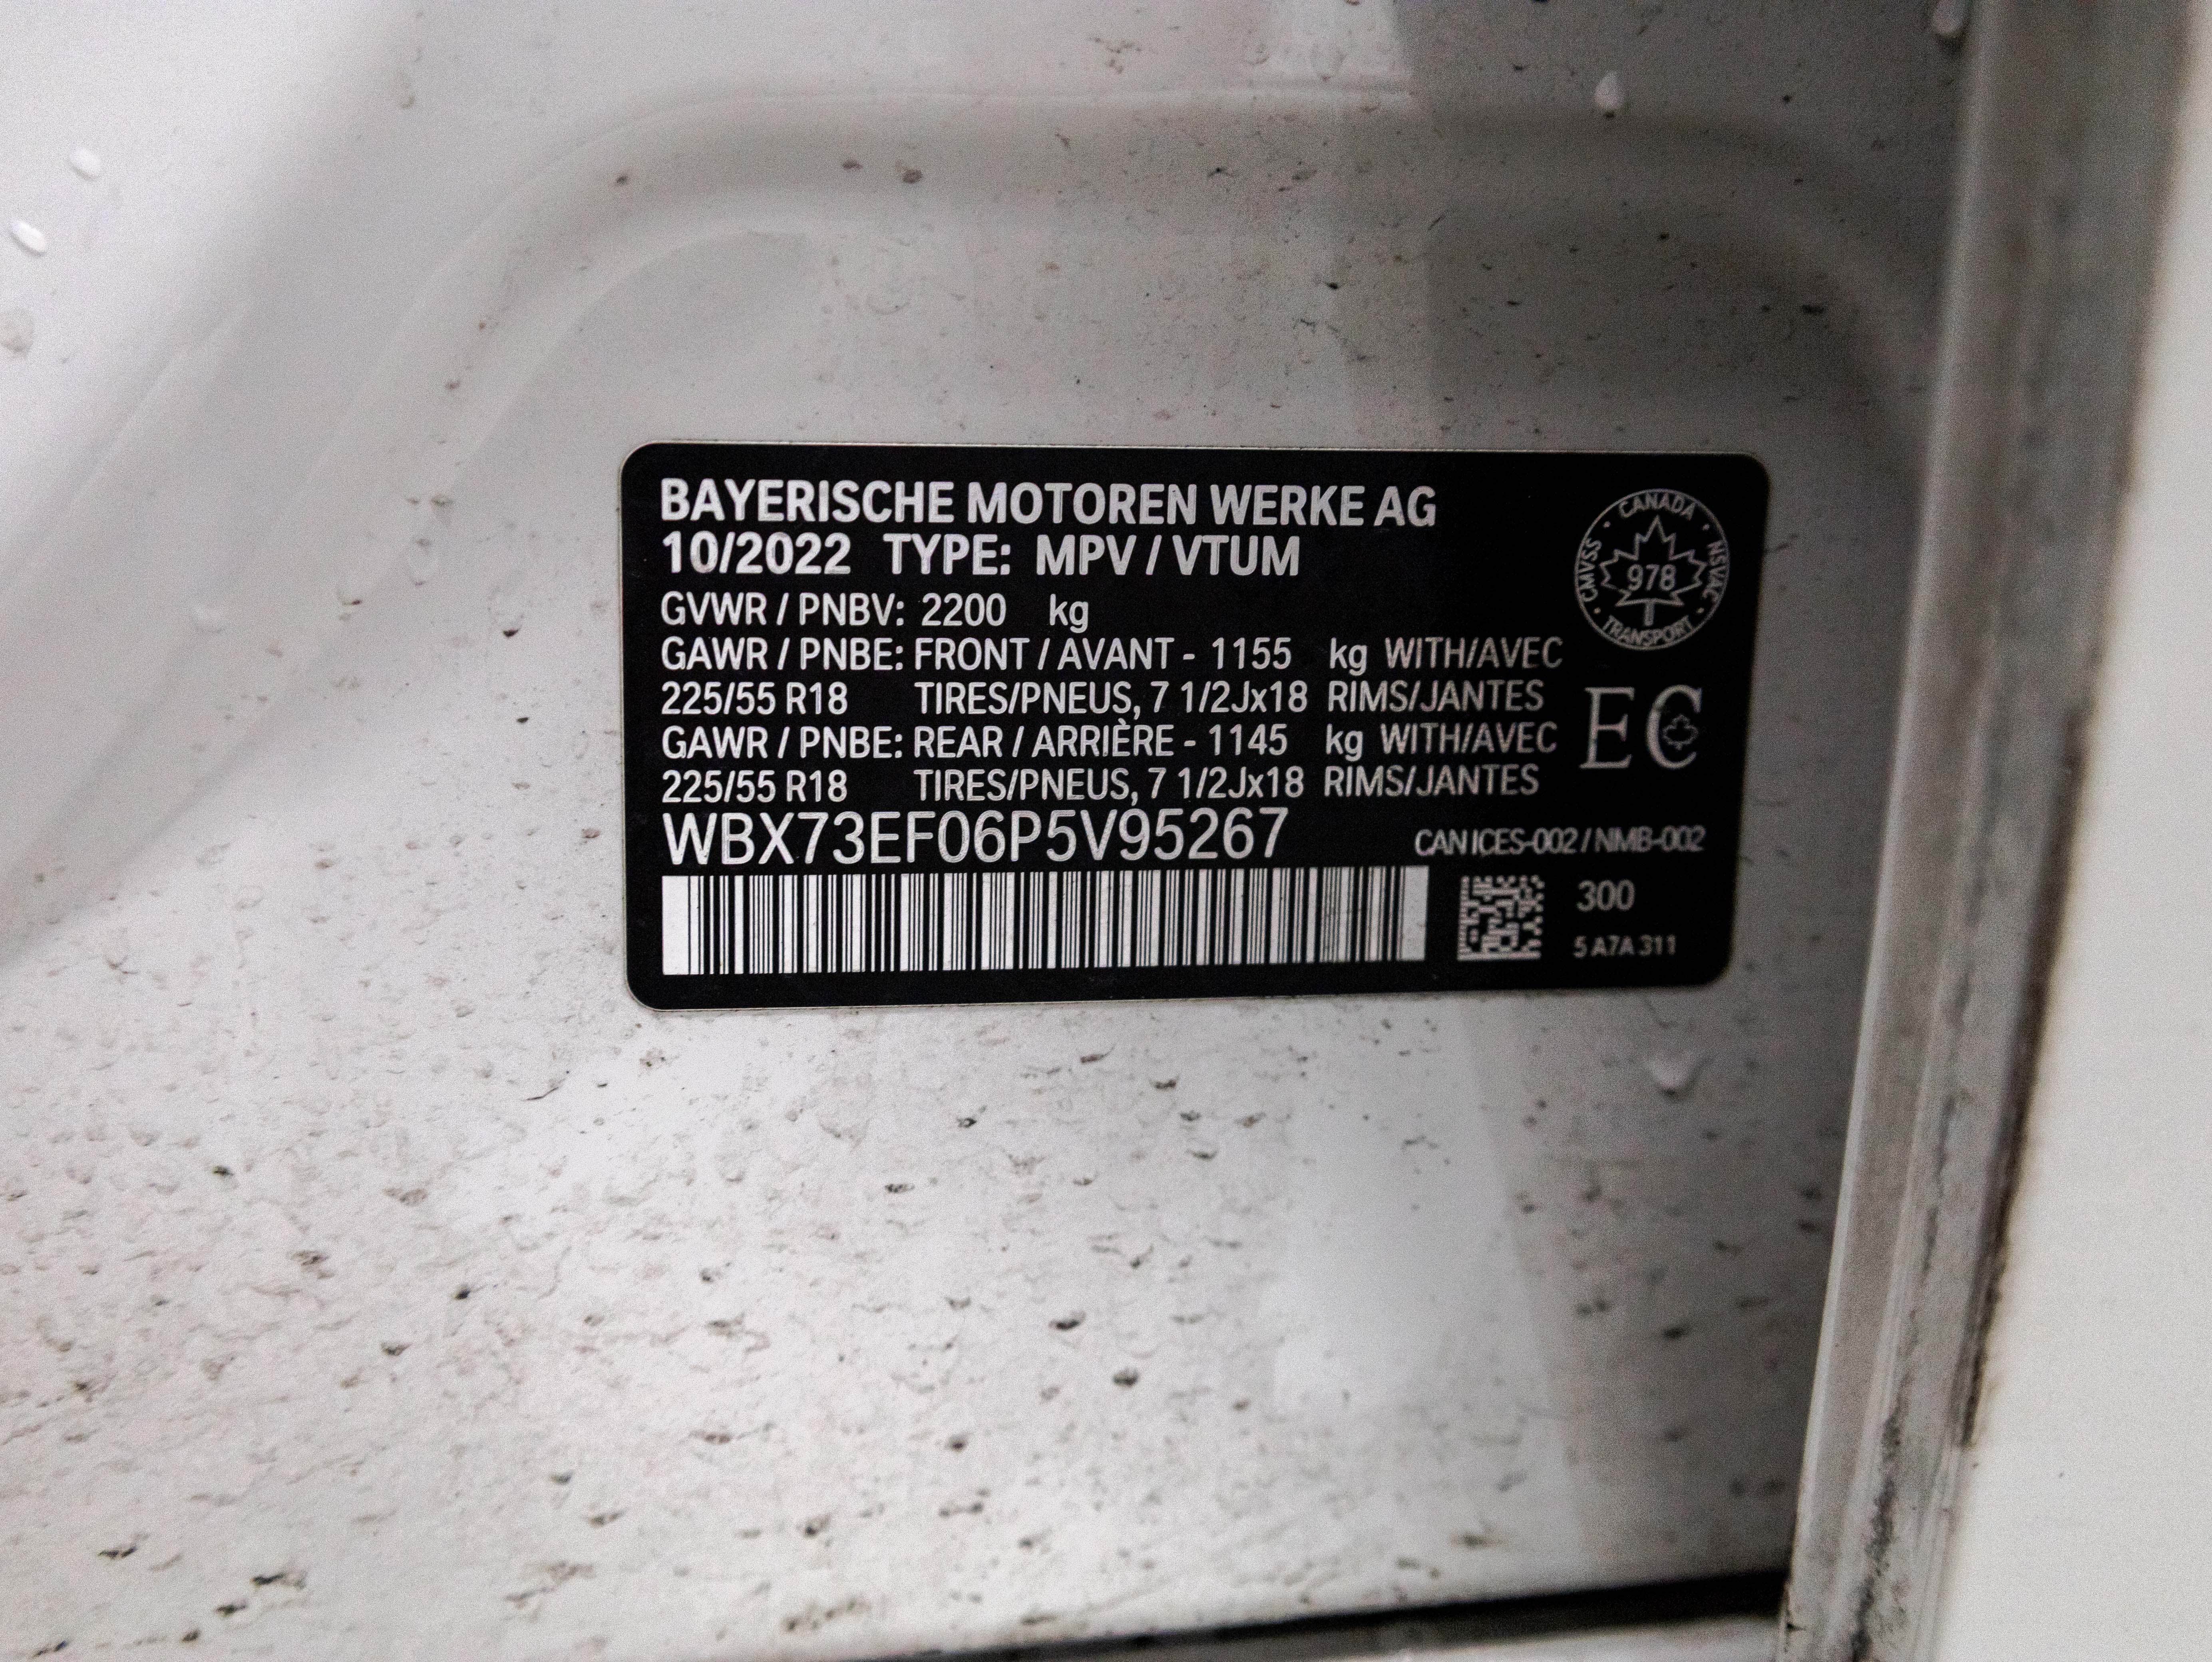 BAYERISCHE MOTOREN WERKE AG
10/2022 TYPE: MPV / VTUM
GVWR / PNBV: 2200 kg
GAWR / PNBE: FRONT / AVANT - 1155 kg WITH/AVEC
225/55 R18 TIRES/PNEUS, 7 1/2Jx18 RIMS/JANTES
GAWR / PNBE: REAR / ARRIÈRE - 1145 kg WITH/AVEC
225/55 R18 TIRES/PNEUS, 7 1/2Jx18 RIMS/JANTES
WBX73EF06P5V95267
CANADA
CMVSS
978
NSVAC
TRANSPORT
EC
CAN ICES-002 / NMB-002
300
5 A7A 311